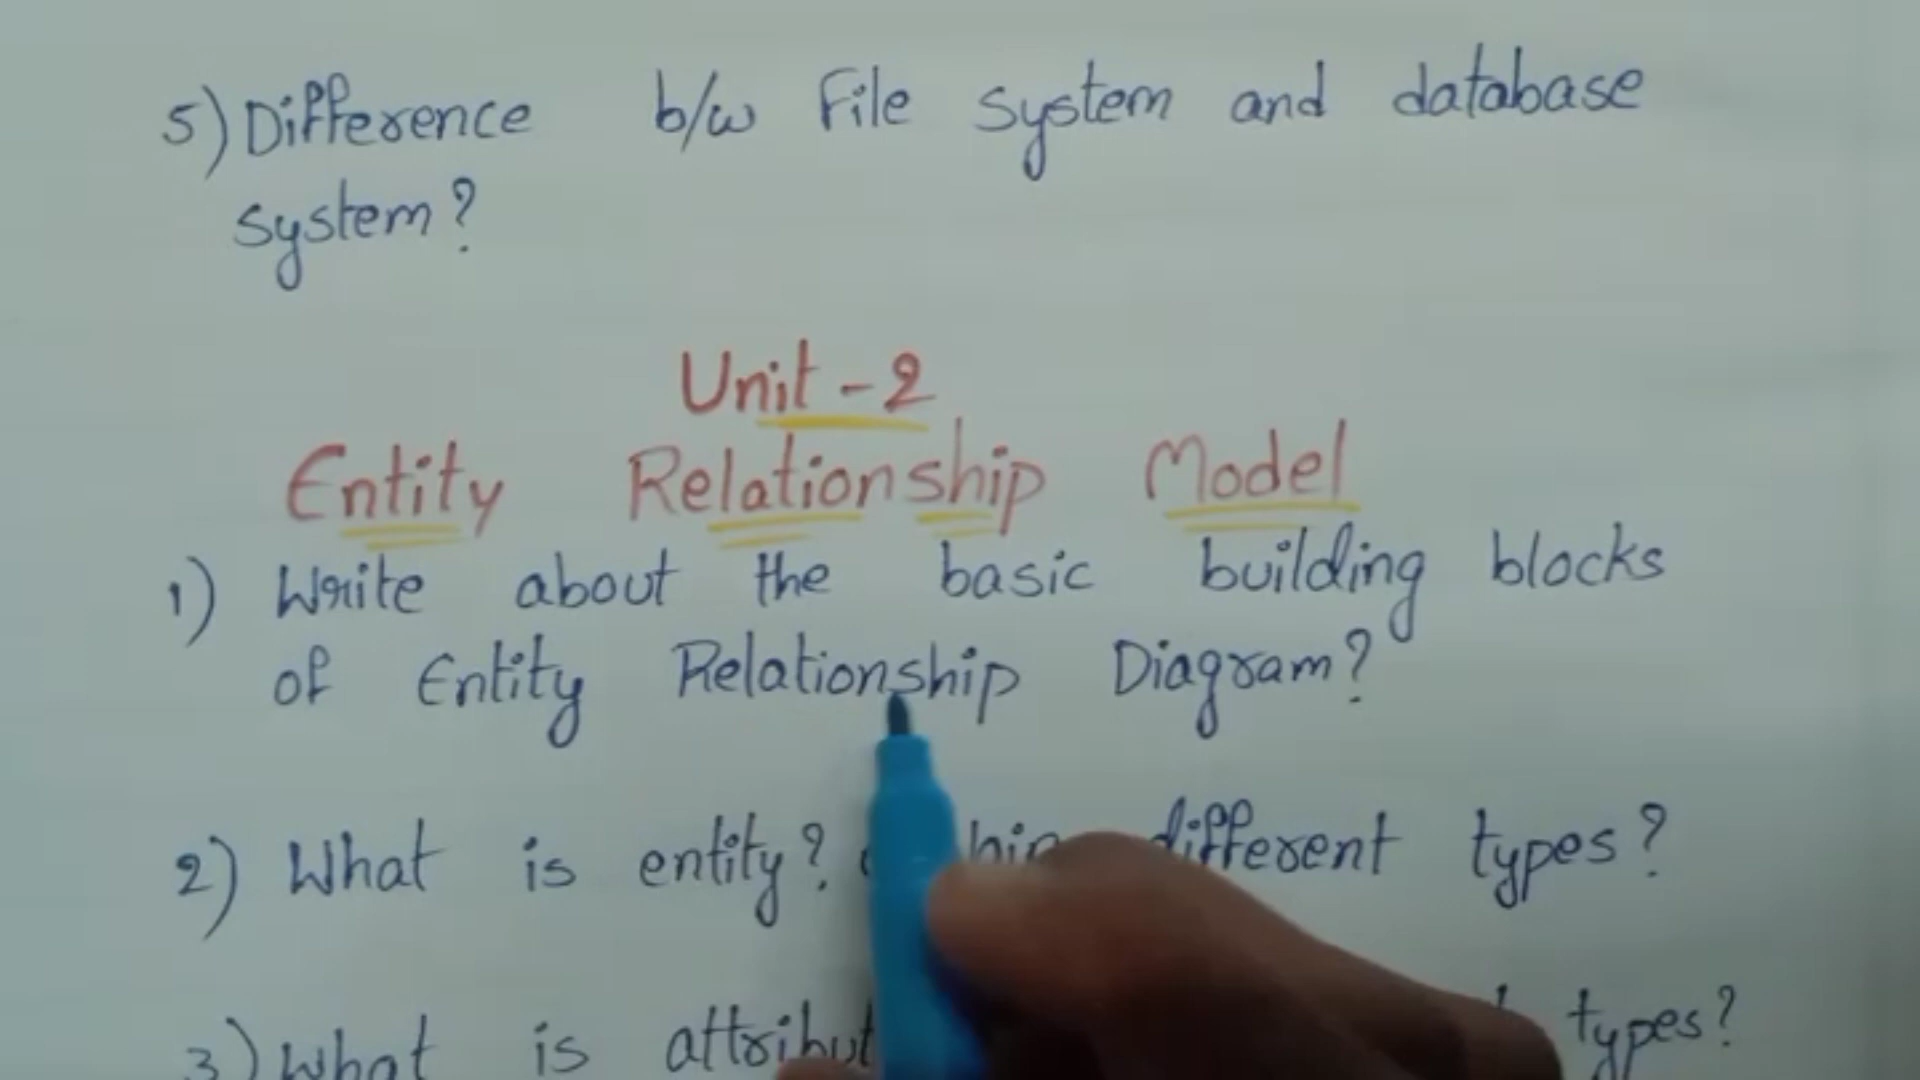 5) Difference b/w File system and database
system?
Unit - 2
Entity Relationship Model
1) Write about the basic building blocks
of Entity Relationship Diagram?
2) What is entity? different types?
3) What is types?